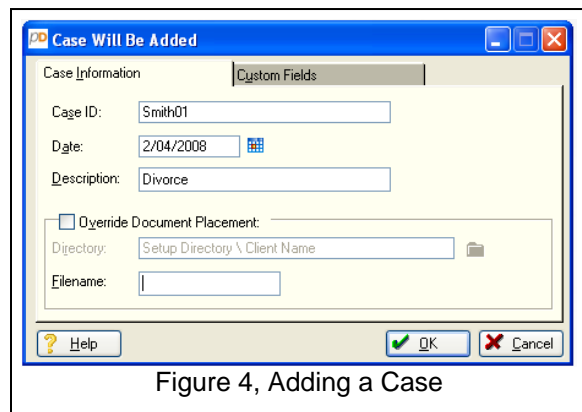 PD Case Will Be Added
Case Information Custom Fields
Case ID: Smith01
Date: 2/04/2008
Description: Divorce
Override Document Placement:
Directory: Setup Directory \ Client Name
Filename:
? Help OK Cancel
Figure 4, Adding a Case